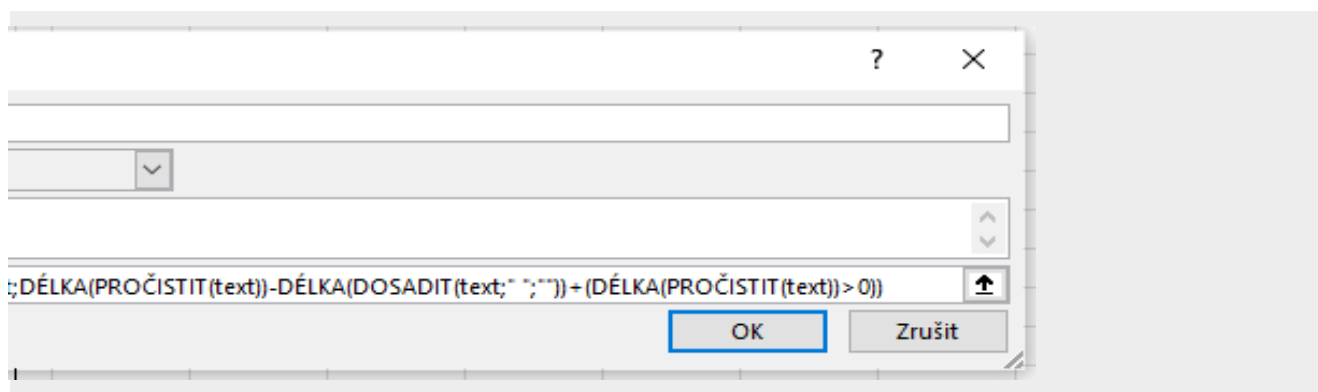 ?
;DÉLKA(PROČISTIT(text))-DÉLKA(DOSADIT(text;" ";""))+(DÉLKA(PROČISTIT(text))>0))
OK Zrušit